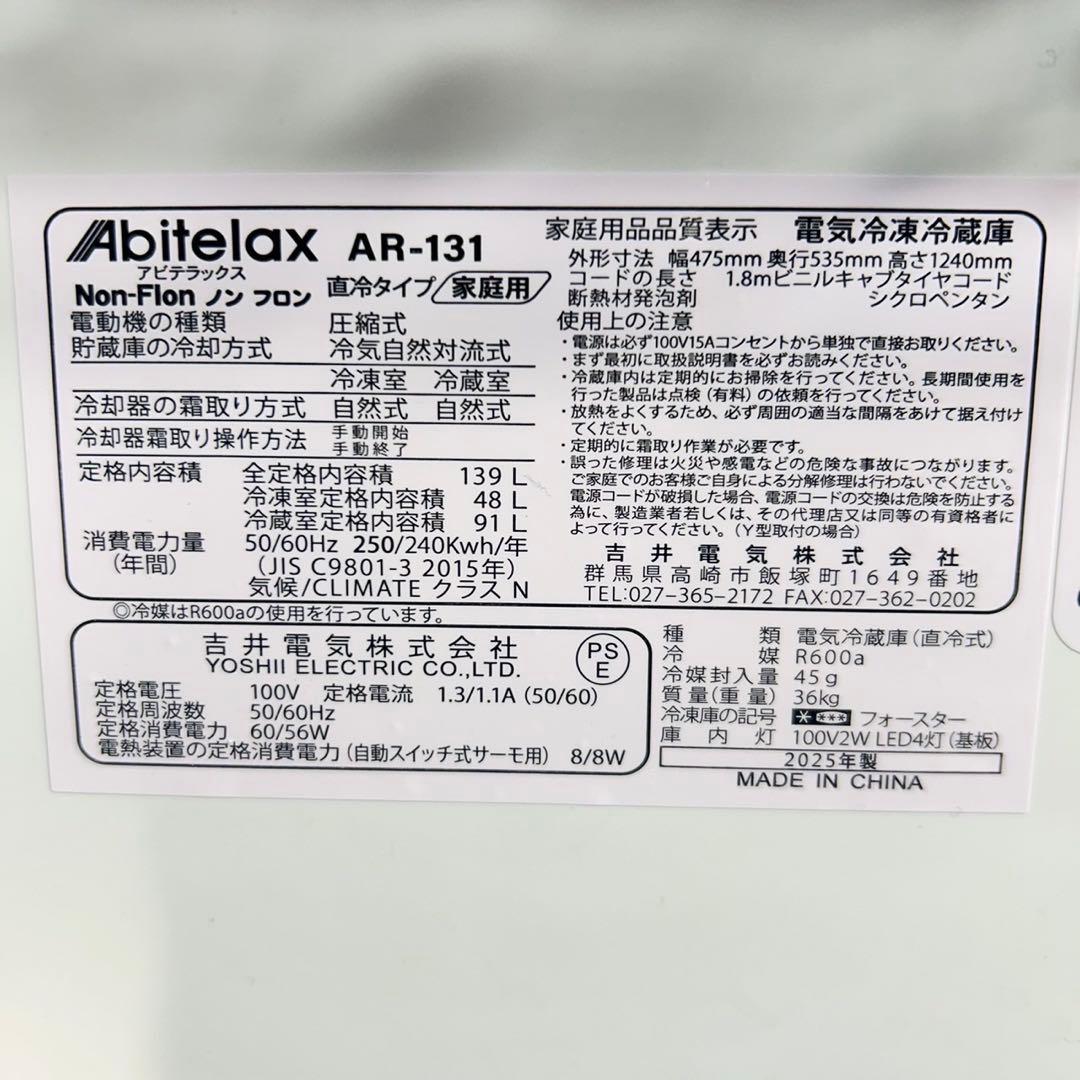 Abitelax AR-131
アビテラックス
Non-Flon ノン フロン 直冷タイプ/家庭用/
電動機の種類 圧縮式
貯蔵庫の冷却方式 冷気自然対流式
冷凍室 冷蔵室
冷却器の霜取り方式 自然式 自然式
冷却器霜取り操作方法 手動開始
手動終了
定格内容積 全定格内容積 139 L
冷凍室定格内容積 48 L
冷蔵室定格内容積 91 L
消費電力量 50/60Hz 250/240Kwh/年
(年間) (JIS C9801-3 2015年)
気候/CLIMATE クラス N
家庭用品品質表示 電気冷凍冷蔵庫
外形寸法 幅475mm 奥行535mm 高さ1240mm
コードの長さ 1.8mビニルキャブタイヤコード
断熱材発泡剤 シクロペンタン
使用上の注意
・電源は必ず100V15Aコンセントから単独で直接お取りください。
・まず最初に取扱説明書を必ずお読みください。
・冷蔵庫内は定期的にお掃除を行ってください。長期間使用を
行った製品は点検(有料)の依頼を行ってください。
・放熱をよくするため、必ず周囲の適当な間隔をあけて据え付け
てください。
・定期的に霜取り作業が必要です。
・誤った修理は火災や感電などの危険な事故につながります。
ご家庭でのお客様ご自身による分解修理は行わないでください。
電源コードが破損した場合、電源コードの交換は危険を防止する
為に、製造業者若しくは、その代理店又は同等の有資格者に
よって行ってください。(Y型取付の場合)
吉井電気株式会社
群馬県高崎市飯塚町1649番地
TEL:027-365-2172 FAX:027-362-0202
◎冷媒はR600aの使用を行っています。
吉井電気株式会社
YOSHII ELECTRIC CO.,LTD.
PS
E
定格電圧 100V 定格電流 1.3/1.1A (50/60)
定格周波数 50/60Hz
定格消費電力 60/56W
電熱装置の定格消費電力(自動スイッチ式サーモ用) 8/8W
種類 電気冷蔵庫(直冷式)
冷媒 R600a
冷媒封入量 45g
質量(重量) 36kg
冷凍庫の記号 * *** フォースター
庫内灯 100V2W LED4灯(基板)
2025年製
MADE IN CHINA